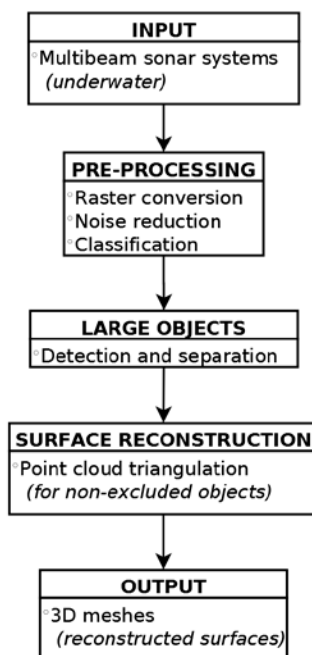 INPUT
◦Multibeam sonar systems
(underwater)
PRE-PROCESSING
◦Raster conversion
◦Noise reduction
◦Classification
LARGE OBJECTS
◦Detection and separation
SURFACE RECONSTRUCTION
◦Point cloud triangulation
(for non-excluded objects)
OUTPUT
◦3D meshes
(reconstructed surfaces)